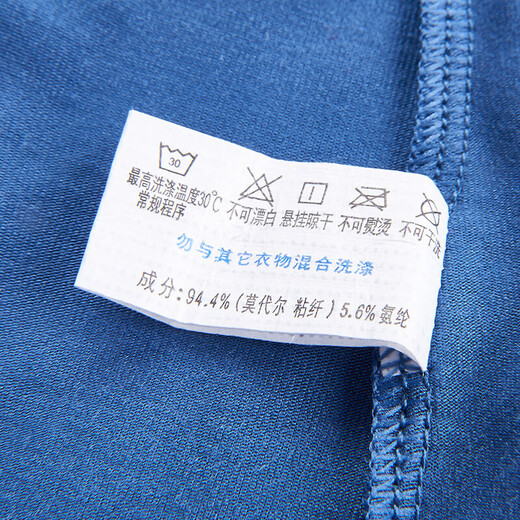 30
最高洗涤温度30℃ 不可漂白 悬挂晾干 不可熨烫 不可干洗
常规程序
勿与其它衣物混合洗涤
成分:94.4%(莫代尔 粘纤)5.6%氨纶